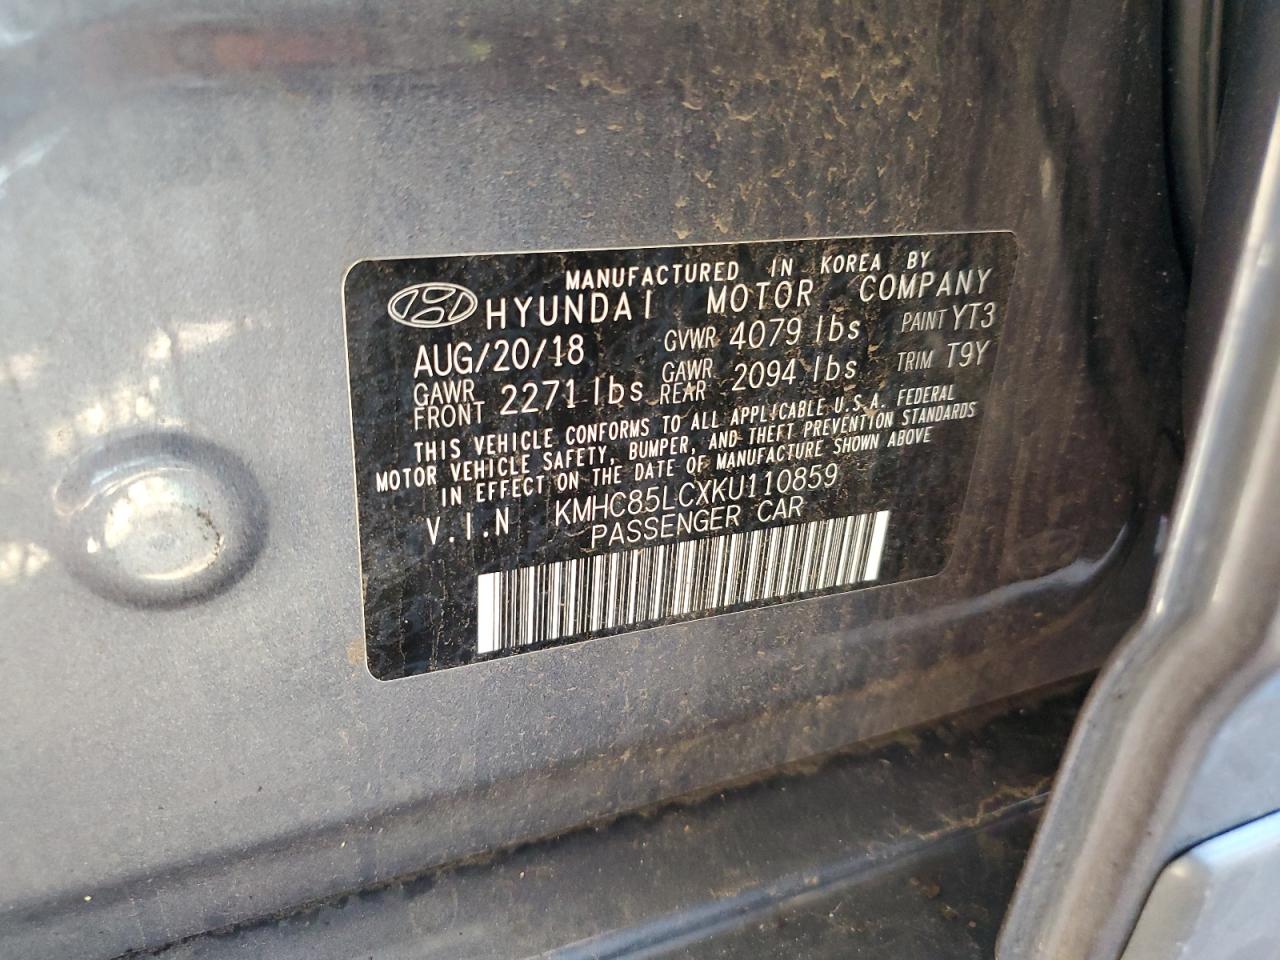 MANUFACTURED IN KOREA BY
HYUNDAI MOTOR COMPANY
AUG/20/18 GVWR 4079 lbs PAINT YT3
GAWR FRONT 2271 lbs GAWR REAR 2094 lbs TRIM T9Y
THIS VEHICLE CONFORMS TO ALL APPLICABLE U.S.A. FEDERAL
MOTOR VEHICLE SAFETY, BUMPER, AND THEFT PREVENTION STANDARDS
IN EFFECT ON THE DATE OF MANUFACTURE SHOWN ABOVE
V.I.N KMHC85LCXKU110859
PASSENGER CAR